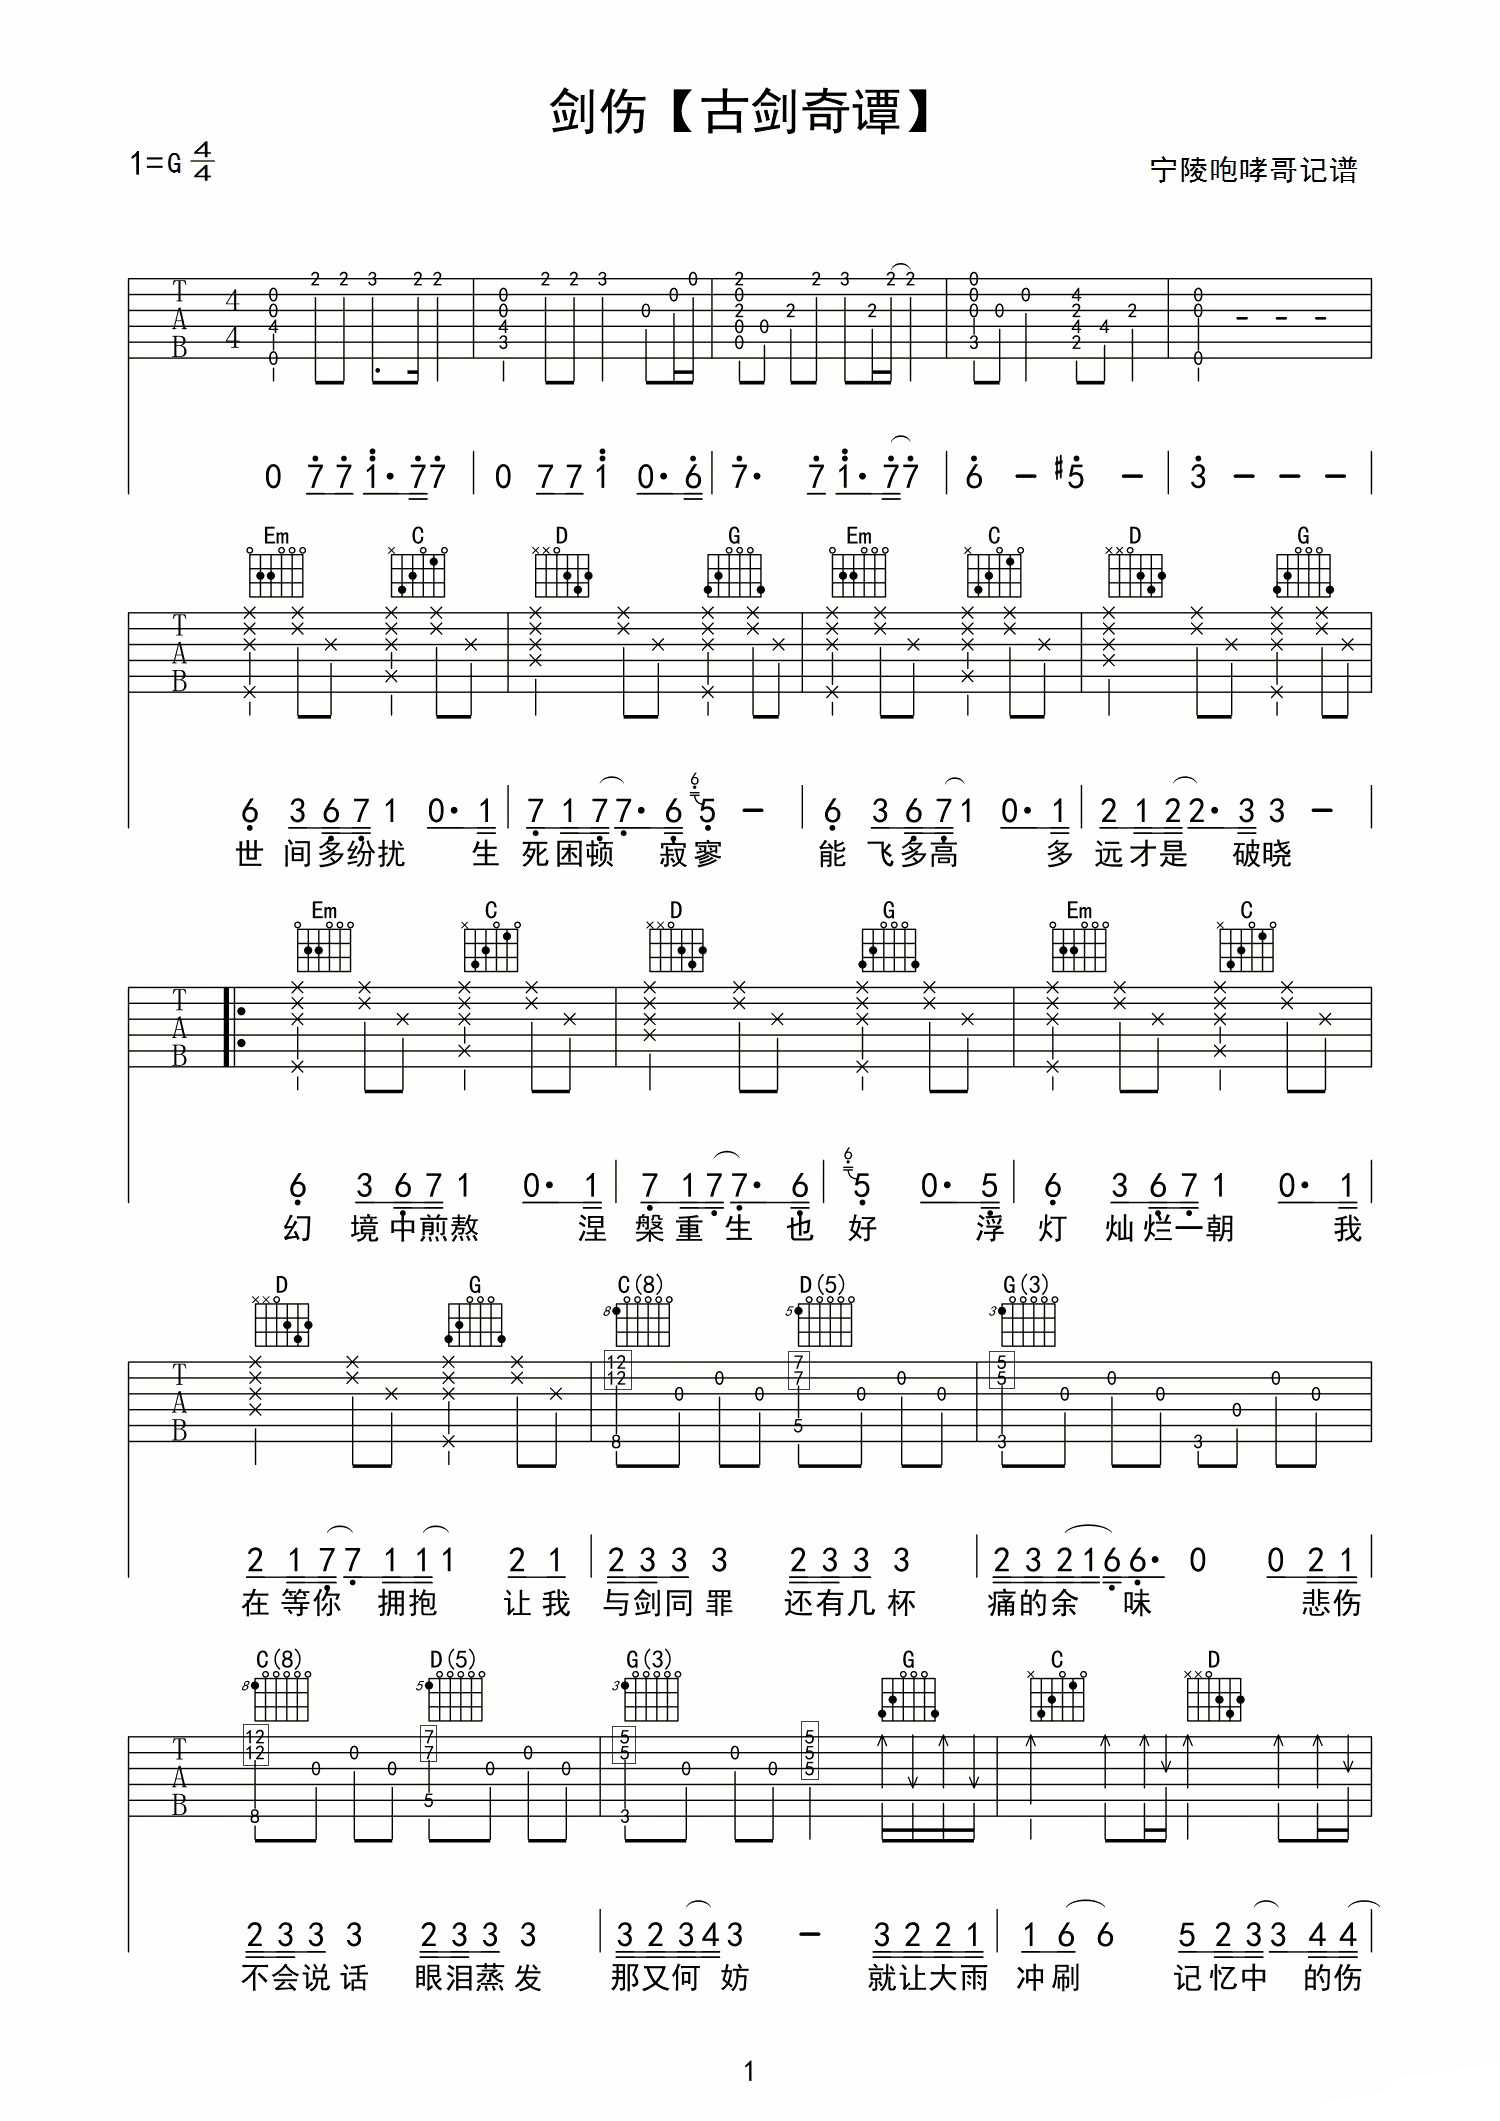 剑伤【古剑奇谭】
1=G 4/4
宁陵咆哮哥记谱
0 7 7 1· 7 7 0 7 7 1 0· 6 7· 7 1· 7 7 6 - #5 - 3 - - -
Em C D G Em C D G
6 3 6 7 1 0· 1 7 1 7 7· 6 6 5 - 6 3 6 7 1 0· 1 2 1 2 2· 3 3 -
世 间多纷扰 生 死困顿 寂寥 能 飞多高 多 远才是 破晓
Em C D G Em C
6 3 6 7 1 0· 1 7 1 7 7· 6 6 5 0· 5 6 3 6 7 1 0· 1
幻 境中煎熬 涅 槃重生 也 好 浮 灯 灿烂一朝 我
D G C(8) D(5) G(3)
2 1 7 7 1 1 1 2 1 2 3 3 3 2 3 3 3 2 3 2 1 6 6· 0 0 2 1
在 等你 拥抱 让我 与剑同罪 还有几杯 痛的余 味 悲伤
C(8) D(5) G(3) G C D
2 3 3 3 2 3 3 3 3 2 3 4 3 - 3 2 2 1 1 6 6 5 2 3 3 4 4
不会说话 眼泪蒸发 那又何妨 就让大雨 冲刷 记忆中 的伤
1